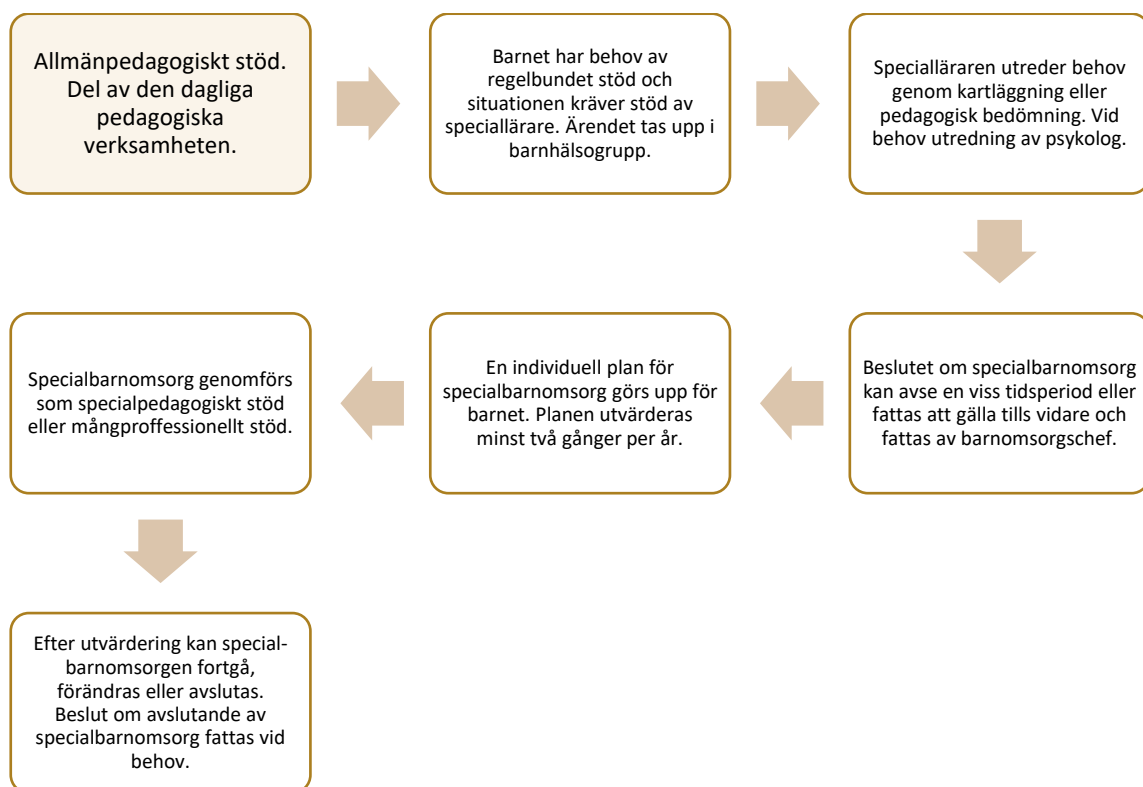 Allmänpedagogiskt stöd.
Del av den dagliga
pedagogiska
verksamheten.
Barnet har behov av
regelbundet stöd och
situationen kräver stöd av
speciallärare. Ärendet tas upp i
barnhälsogrupp.
Specialläraren utreder behov
genom kartläggning eller
pedagogisk bedömning. Vid
behov utredning av psykolog.
Beslutet om specialbarnomsorg
kan avse en viss tidsperiod eller
fattas att gälla tills vidare och
fattas av barnomsorgschef.
En individuell plan för
specialbarnomsorg görs upp för
barnet. Planen utvärderas
minst två gånger per år.
Specialbarnomsorg genomförs
som specialpedagogiskt stöd
eller mångproffessionellt stöd.
Efter utvärdering kan special-
barnomsorgen fortgå,
förändras eller avslutas.
Beslut om avslutande av
specialbarnomsorg fattas vid
behov.